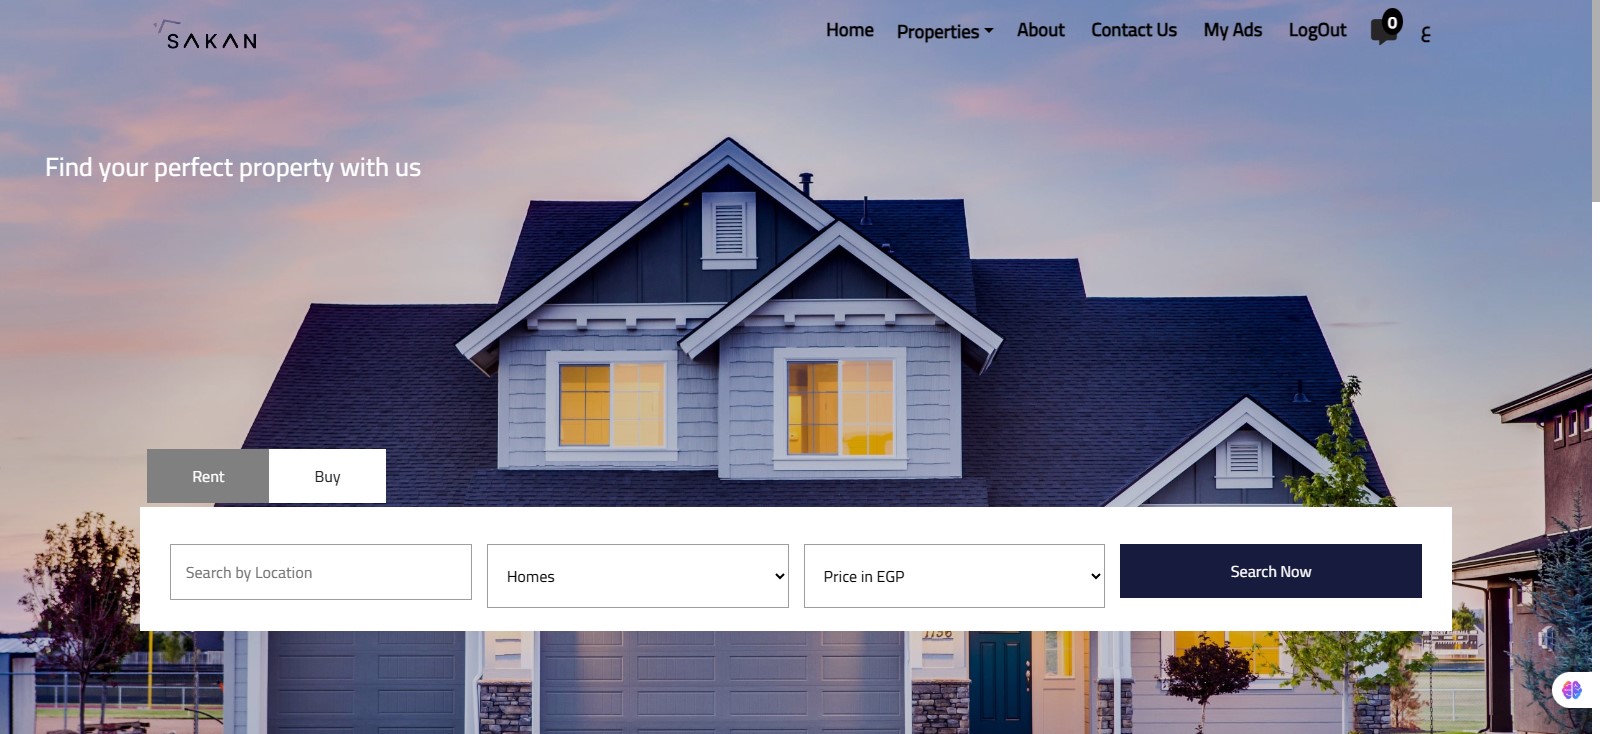 SAKAN
Home Properties About Contact Us My Ads LogOut 0 ع
Find your perfect property with us
Rent Buy
Search by Location Homes Price in EGP Search Now
1156